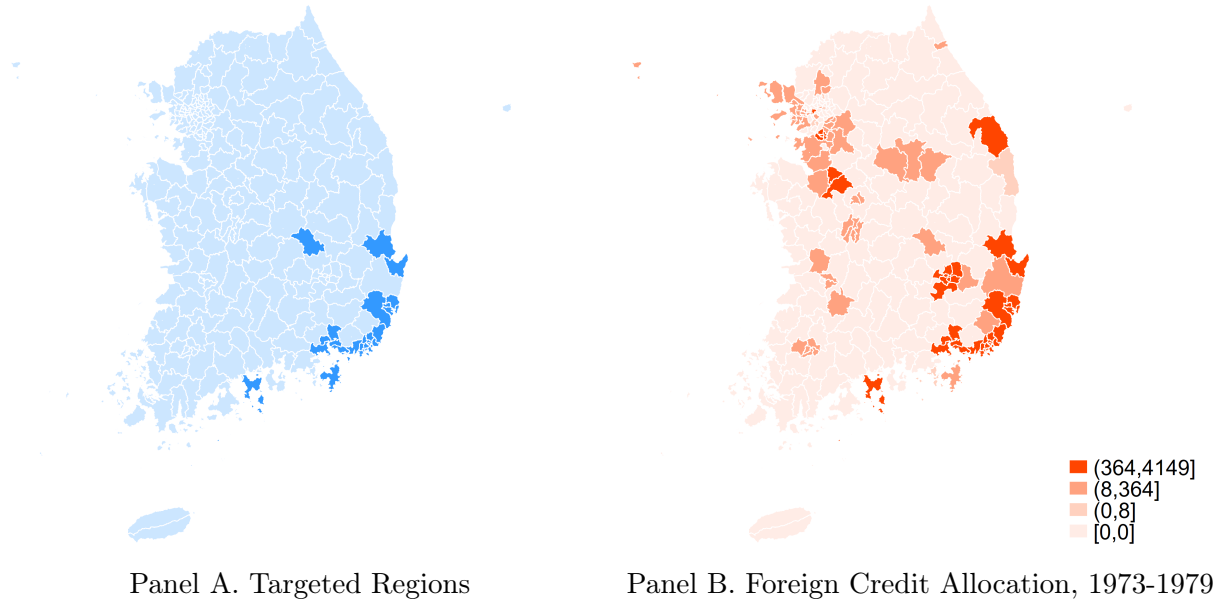 (364,4149]
(8,364]
(0,8]
[0,0]
Panel A. Targeted Regions
Panel B. Foreign Credit Allocation, 1973-1979